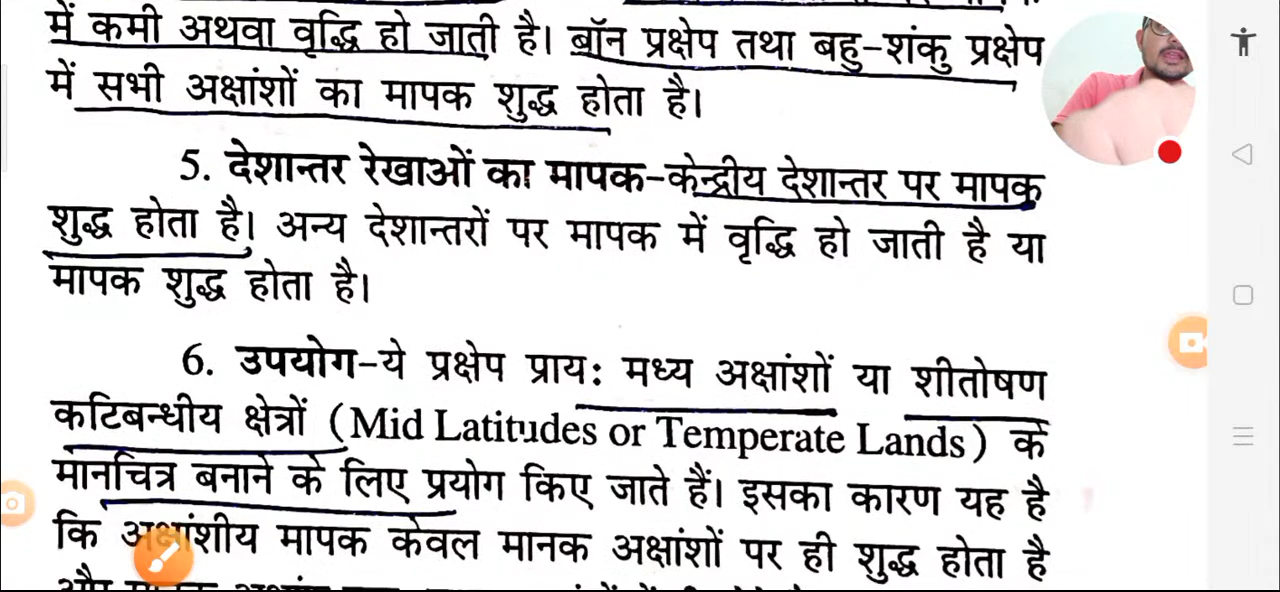 में कमी अथवा वृद्धि हो जाती है। बॉन प्रक्षेप तथा बहु-शंकु प्रक्षेप
में सभी अक्षांशों का मापक शुद्ध होता है।
5. देशान्तर रेखाओं का मापक-केन्द्रीय देशान्तर पर मापक
शुद्ध होता है। अन्य देशान्तरों पर मापक में वृद्धि हो जाती है या
मापक शुद्ध होता है।
6. उपयोग-ये प्रक्षेप प्राय: मध्य अक्षांशों या शीतोषण
कटिबन्धीय क्षेत्रों (Mid Latitudes or Temperate Lands) के
मानचित्र बनाने के लिए प्रयोग किए जाते हैं। इसका कारण यह है
कि अक्षांशीय मापक केवल मानक अक्षांशों पर ही शुद्ध होता है